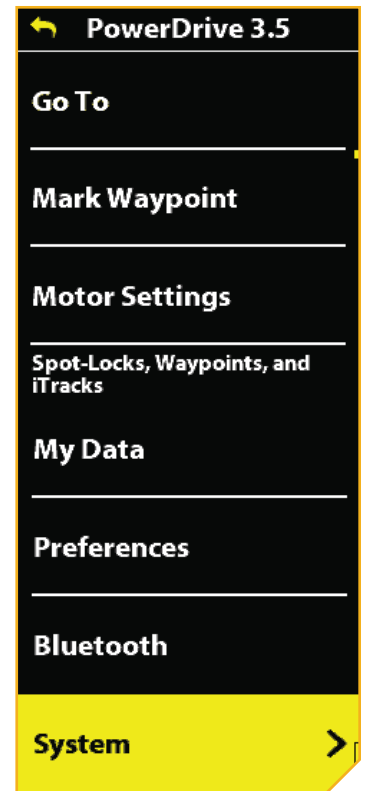 PowerDrive 3.5
Go To
Mark Waypoint
Motor Settings
Spot-Locks, Waypoints, and
iTracks
My Data
Preferences
Bluetooth
System